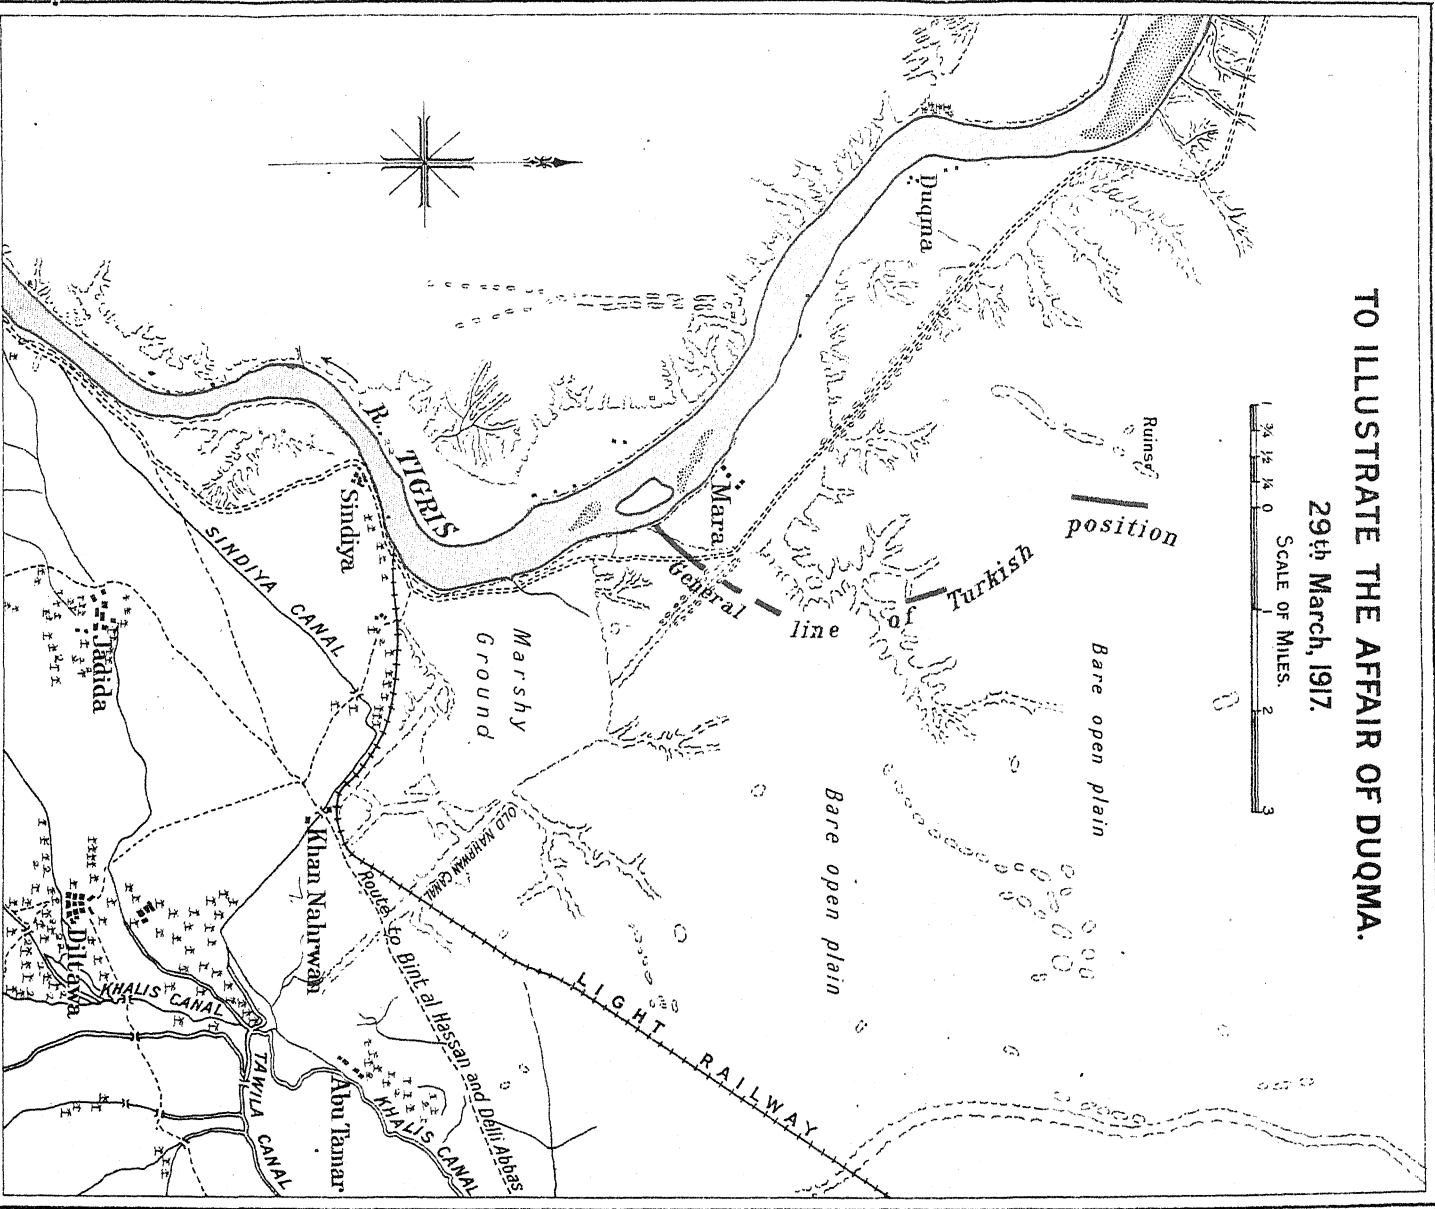 TO ILLUSTRATE THE AFFAIR OF DUQMA.
29th March, 1917.
SCALE OF MILES.
1 ¾ ½ ¼ 0 1 2 3
Ruins
position
Turkish
of
line
General
Bare open plain
Bare open plain
Duqma
Mara
R. TIGRIS
Marshy
Ground
Sindiya
SINDIYA CANAL
Jadida
Khan Nahrwan
OLD NAHRWAN CANAL
Route to Bint al Hassan and Delli Abbas
LIGHT RAILWAY
Diltawa
KHALIS CANAL
TAWILA CANAL
Abu Tamar
KHALIS CANAL